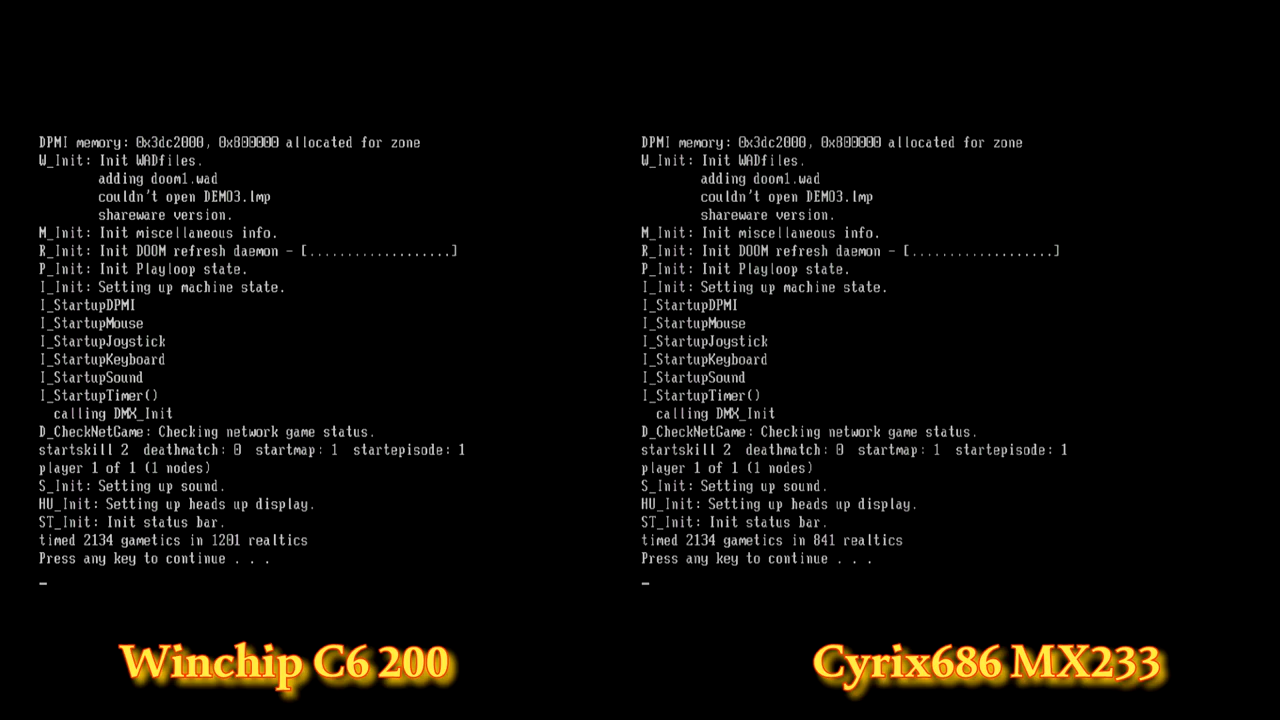 DPMI memory: 0x3dc2000, 0x800000 allocated for zone
W_Init: Init WADfiles.
adding doom1.wad
couldn't open DEMO3.lmp
shareware version.
M_Init: Init miscellaneous info.
R_Init: Init DOOM refresh daemon - [...................]
P_Init: Init Playloop state.
I_Init: Setting up machine state.
I_StartupDPMI
I_StartupMouse
I_StartupJoystick
I_StartupKeyboard
I_StartupSound
I_StartupTimer()
calling DMX_Init
D_CheckNetGame: Checking network game status.
startskill 2  deathmatch: 0  startmap: 1  startepisode: 1
player 1 of 1 (1 nodes)
S_Init: Setting up sound.
HU_Init: Setting up heads up display.
ST_Init: Init status bar.
timed 2134 gametics in 1201 realtics
Press any key to continue . . .
_
Winchip C6 200
DPMI memory: 0x3dc2000, 0x800000 allocated for zone
W_Init: Init WADfiles.
adding doom1.wad
couldn't open DEMO3.lmp
shareware version.
M_Init: Init miscellaneous info.
R_Init: Init DOOM refresh daemon - [...................]
P_Init: Init Playloop state.
I_Init: Setting up machine state.
I_StartupDPMI
I_StartupMouse
I_StartupJoystick
I_StartupKeyboard
I_StartupSound
I_StartupTimer()
calling DMX_Init
D_CheckNetGame: Checking network game status.
startskill 2  deathmatch: 0  startmap: 1  startepisode: 1
player 1 of 1 (1 nodes)
S_Init: Setting up sound.
HU_Init: Setting up heads up display.
ST_Init: Init status bar.
timed 2134 gametics in 841 realtics
Press any key to continue . . .
_
Cyrix686 MX233